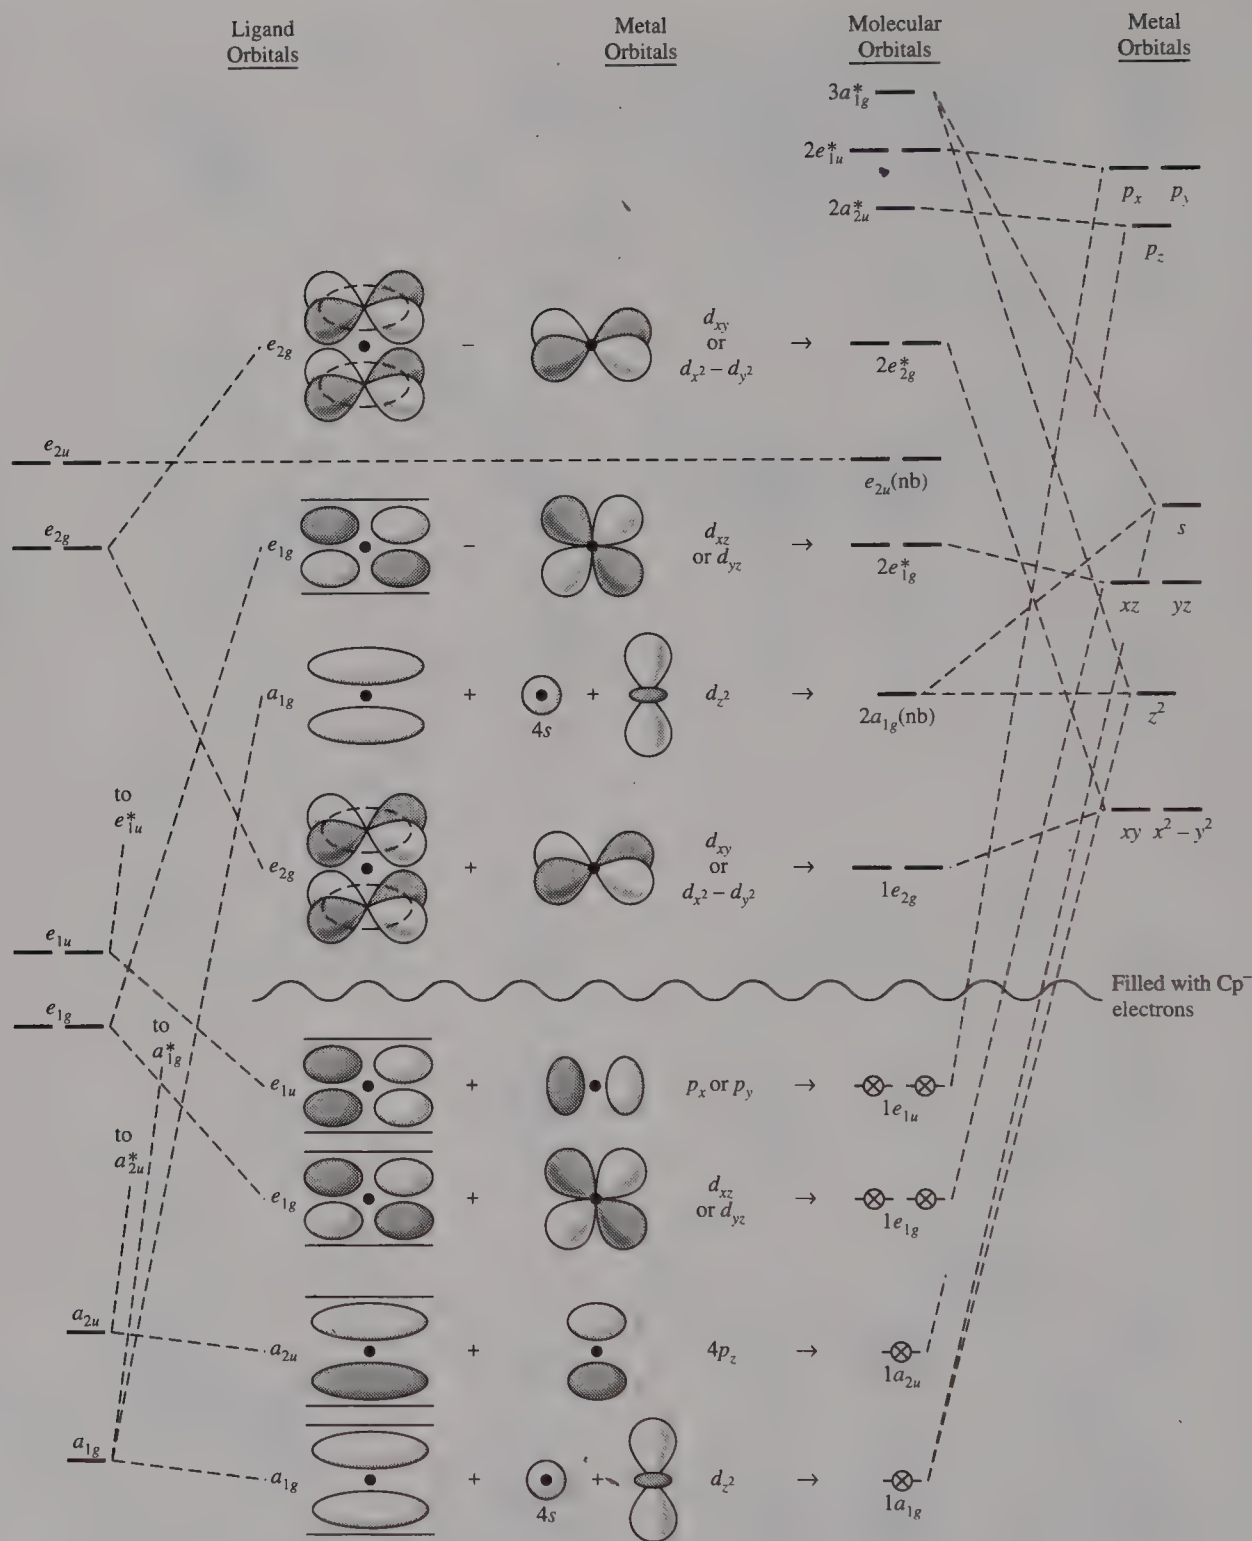 Ligand Orbitals
Metal Orbitals
Molecular Orbitals
Metal Orbitals
3a*1g
2e*1u
px py
2a*2u
pz
e2g
−
dxy or dx² − dy²
→
2e*2g
e2u
e2u(nb)
s
e2g
e1g
−
dxz or dyz
→
2e*1g
xz yz
a1g
+
4s
+
dz²
→
2a1g(nb)
z²
to e*1u
xy x² − y²
e2g
+
dxy or dx² − dy²
→
1e2g
e1u
Filled with Cp⁻ electrons
e1g
to a*1g
e1u
+
px or py
→
1e1u
to a*2u
e1g
+
dxz or dyz
→
1e1g
a2u
a2u
+
4pz
→
1a2u
a1g
a1g
+
4s
+
dz²
→
1a1g